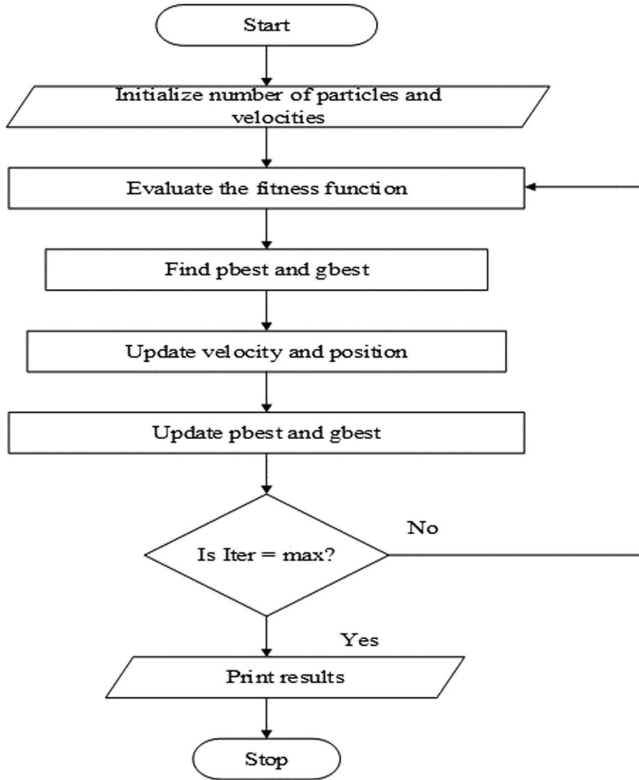 Start
Initialize number of particles and
velocities
Evaluate the fitness function
Find pbest and gbest
Update velocity and position
Update pbest and gbest
Is Iter = max?
No
Yes
Print results
Stop